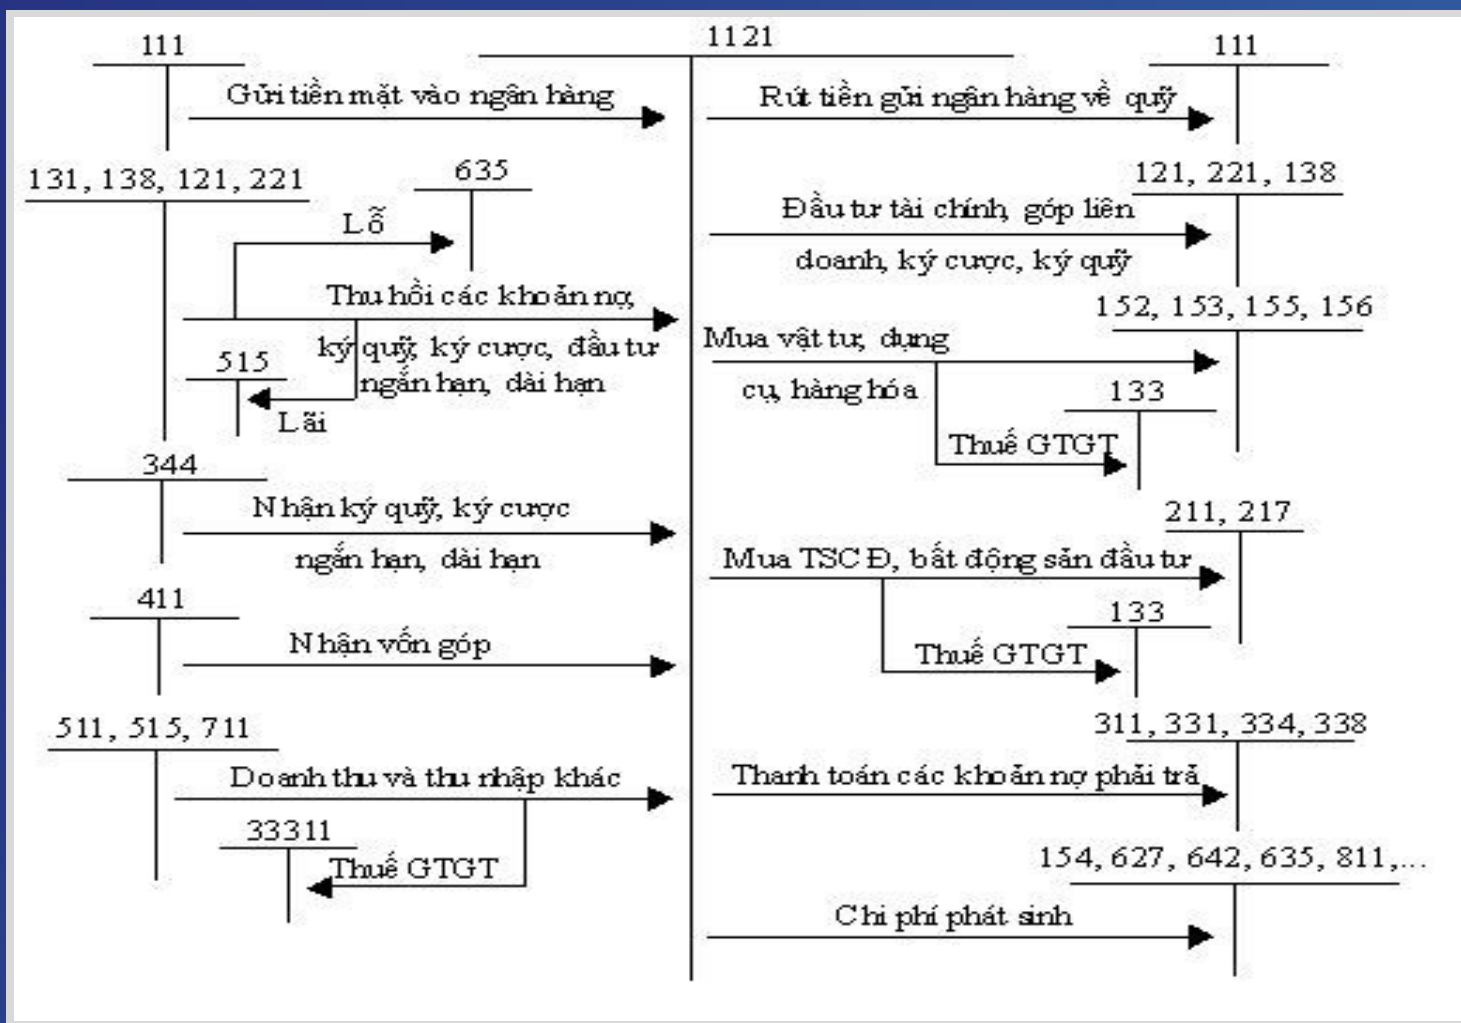 111
1121
111
Gửi tiền mặt vào ngân hàng
Rút tiền gửi ngân hàng về quỹ
131, 138, 121, 221
635
121, 221, 138
Lỗ
Đầu tư tài chính, góp liên
doanh, ký cược, ký quỹ
Thu hồi các khoản nợ,
ký quỹ, ký cược, đầu tư
ngắn hạn, dài hạn
515
Lãi
152, 153, 155, 156
Mua vật tư, dụng
cụ, hàng hóa
133
Thuế GTGT
344
Nhận ký quỹ, ký cược
ngắn hạn, dài hạn
211, 217
Mua TSCĐ, bất động sản đầu tư
133
Thuế GTGT
411
Nhận vốn góp
511, 515, 711
Doanh thu và thu nhập khác
33311
Thuế GTGT
311, 331, 334, 338
Thanh toán các khoản nợ phải trả
154, 627, 642, 635, 811,...
Chi phí phát sinh